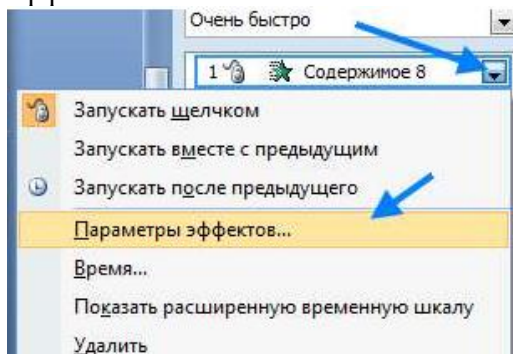 Очень быстро
1 Содержимое 8
Запускать щелчком
Запускать вместе с предыдущим
Запускать после предыдущего
Параметры эффектов...
Время...
Показать расширенную временную шкалу
Удалить